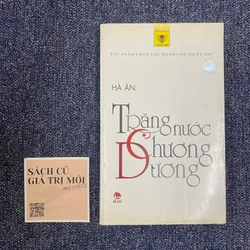 TÁC PHẨM CHỌN LỌC DÀNH CHO THIẾU NHI
HÀ ÂN
Trăng nước
Chương
Dương
SÁCH CŨ
GIÁ TRỊ MỚI